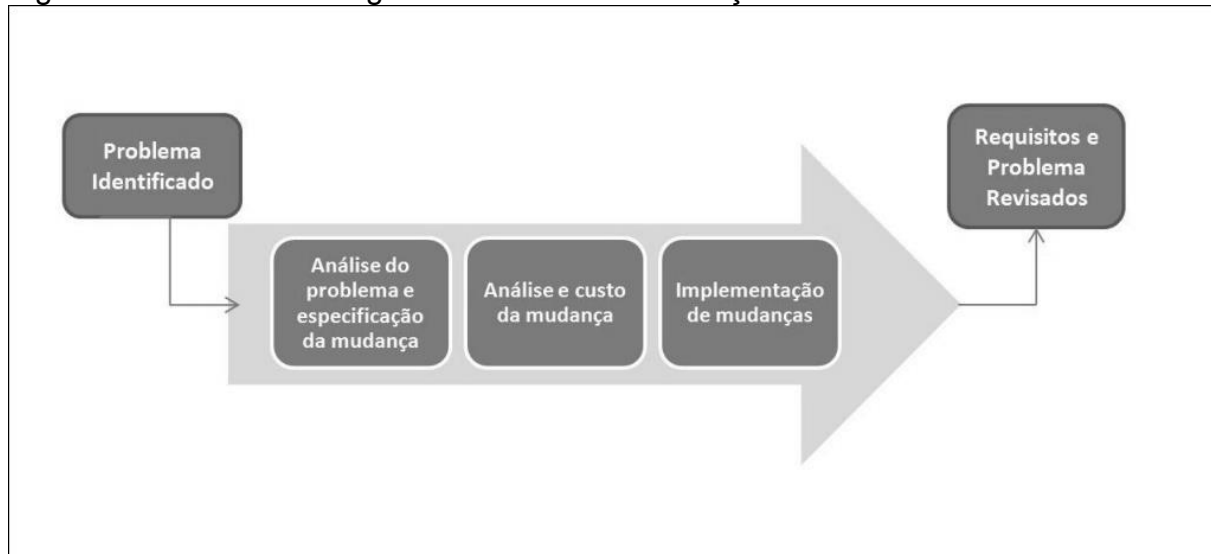 Problema
Identificado
Requisitos e
Problema
Revisados
Análise do
problema e
especificação
da mudança
Análise e custo
da mudança
Implementação
de mudanças